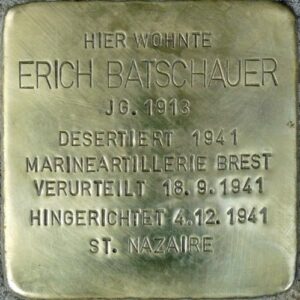 HIER WOHNTE
ERICH BATSCHAUER
JG. 1913
DESERTIERT 1941
MARINEARTILLERIE BREST
VERURTEILT 18.9.1941
HINGERICHTET 4.12.1941
ST. NAZAIRE